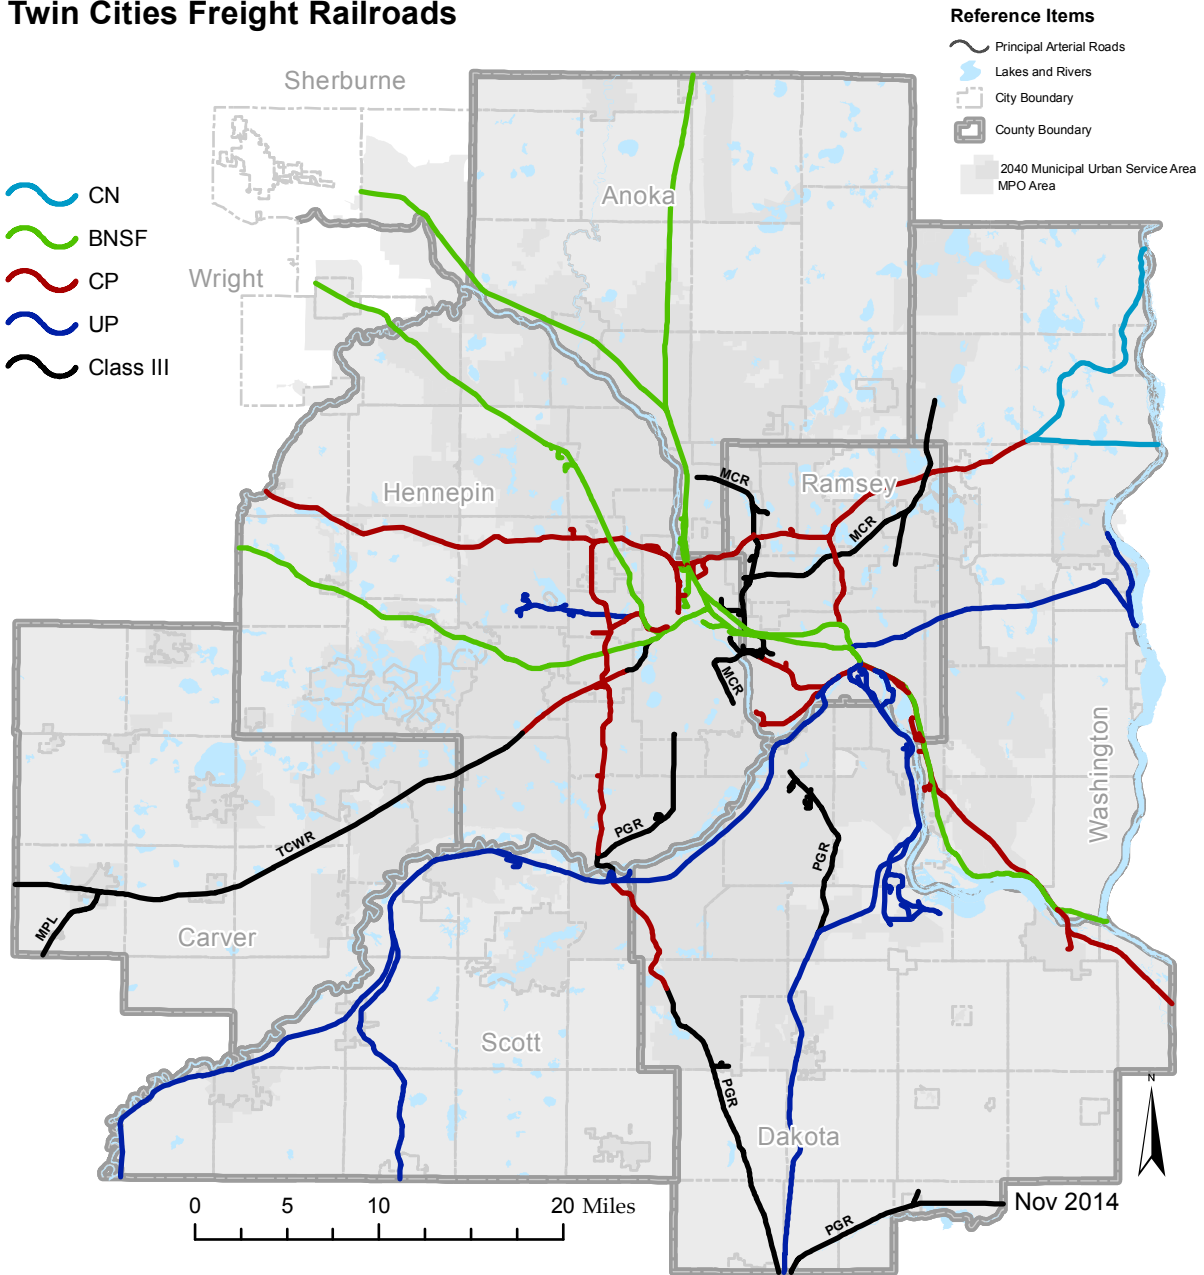 Twin Cities Freight Railroads
Reference Items
Principal Arterial Roads
Lakes and Rivers
City Boundary
County Boundary
2040 Municipal Urban Service Area
MPO Area
CN
BNSF
CP
UP
Class III
Sherburne
Anoka
Wright
Hennepin
Ramsey
MCR
MCR
MCR
Washington
PGR
PGR
TCWR
MPL
Carver
Scott
PGR
Dakota
PGR
N
Nov 2014
0 5 10 20 Miles